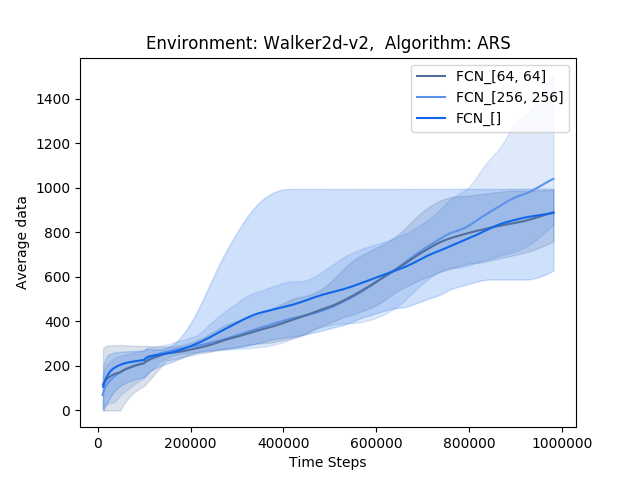 Environment: Walker2d-v2,  Algorithm: ARS
FCN_[64, 64]
FCN_[256, 256]
FCN_[]
1400
1200
1000
800
600
400
200
0
Average data
0 200000 400000 600000 800000 1000000
Time Steps